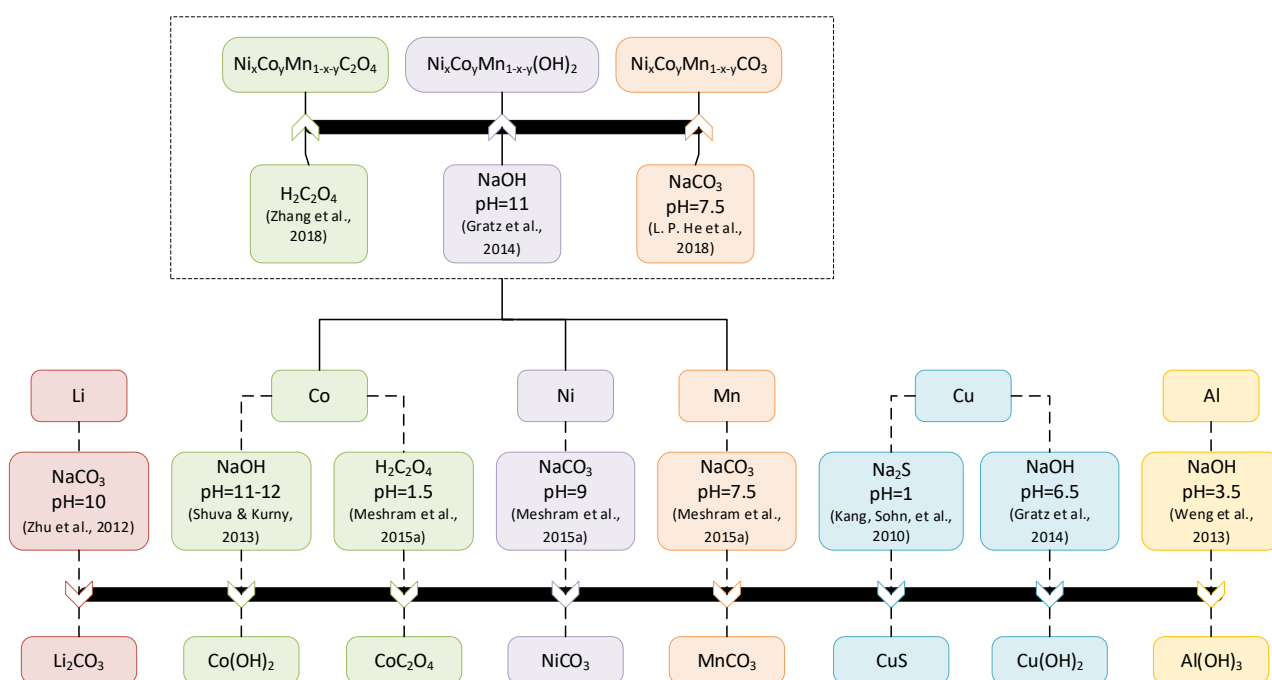 NiₓCoᵧMn₁₋ₓ₋ᵧC₂O₄
NiₓCoᵧMn₁₋ₓ₋ᵧ(OH)₂
NiₓCoᵧMn₁₋ₓ₋ᵧCO₃
H₂C₂O₄
(Zhang et al.,
2018)
NaOH
pH=11
(Gratz et al.,
2014)
NaCO₃
pH=7.5
(L. P. He et al.,
2018)
Li
Co
Ni
Mn
Cu
Al
NaCO₃
pH=10
(Zhu et al., 2012)
NaOH
pH=11-12
(Shuva & Kurny,
2013)
H₂C₂O₄
pH=1.5
(Meshram et al.,
2015a)
NaCO₃
pH=9
(Meshram et al.,
2015a)
NaCO₃
pH=7.5
(Meshram et al.,
2015a)
Na₂S
pH=1
(Kang, Sohn, et al.,
2010)
NaOH
pH=6.5
(Gratz et al.,
2014)
NaOH
pH=3.5
(Weng et al.,
2013)
Li₂CO₃
Co(OH)₂
CoC₂O₄
NiCO₃
MnCO₃
CuS
Cu(OH)₂
Al(OH)₃